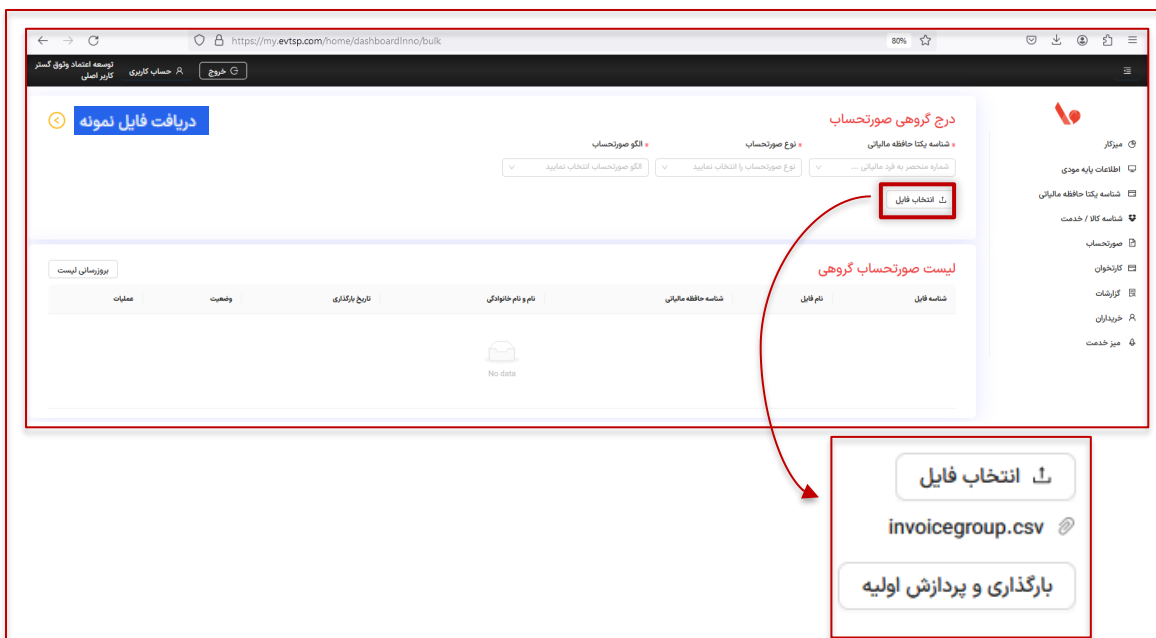 https://my.evtsp.com/home/dashboardInno/bulk
80%
توسعه اعتماد وثوق گستر
کاربر اصلی
حساب کاربری
خروج
درج گروهی صورتحساب
دریافت فایل نمونه
* شناسه یکتا حافظه مالیاتی
* نوع صورتحساب
* الگو صورتحساب
شماره منحصر به فرد مالیاتی ...
نوع صورتحساب را انتخاب نمایید
الگو صورتحساب انتخاب نمایید
انتخاب فایل
میزکار
اطلاعات پایه مودی
شناسه یکتا حافظه مالیاتی
شناسه کالا / خدمت
صورتحساب
کارتخوان
گزارشات
خریداران
میز خدمت
لیست صورتحساب گروهی
بروزرسانی لیست
شناسه فایل
نام فایل
شناسه حافظه مالیاتی
نام و نام خانوادگی
تاریخ بارگذاری
وضعیت
عملیات
No data
انتخاب فایل
invoicegroup.csv
بارگذاری و پردازش اولیه